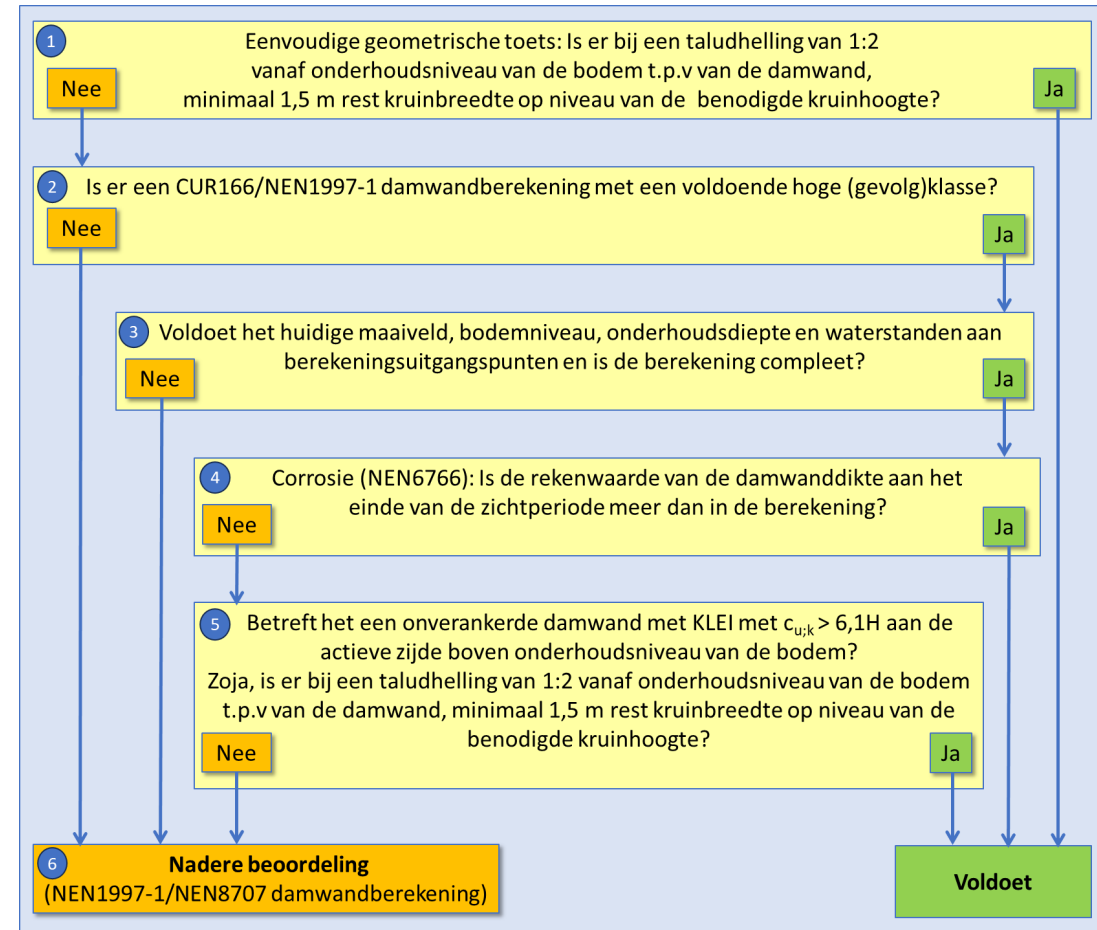 1
Eenvoudige geometrische toets: Is er bij een taludhelling van 1:2
vanaf onderhoudsniveau van de bodem t.p.v van de damwand,
minimaal 1,5 m rest kruinbreedte op niveau van de benodigde kruinhoogte?
Nee
Ja
2
Is er een CUR166/NEN1997-1 damwandberekening met een voldoende hoge (gevolg)klasse?
Nee
Ja
3
Voldoet het huidige maaiveld, bodemniveau, onderhoudsdiepte en waterstanden aan
berekeningsuitgangspunten en is de berekening compleet?
Nee
Ja
4
Corrosie (NEN6766): Is de rekenwaarde van de damwanddikte aan het
einde van de zichtperiode meer dan in de berekening?
Nee
Ja
5
Betreft het een onverankerde damwand met KLEI met cu;k > 6,1H aan de
actieve zijde boven onderhoudsniveau van de bodem?
Zoja, is er bij een taludhelling van 1:2 vanaf onderhoudsniveau van de bodem
t.p.v van de damwand, minimaal 1,5 m rest kruinbreedte op niveau van de
benodigde kruinhoogte?
Nee
Ja
6
Nadere beoordeling
(NEN1997-1/NEN8707 damwandberekening)
Voldoet